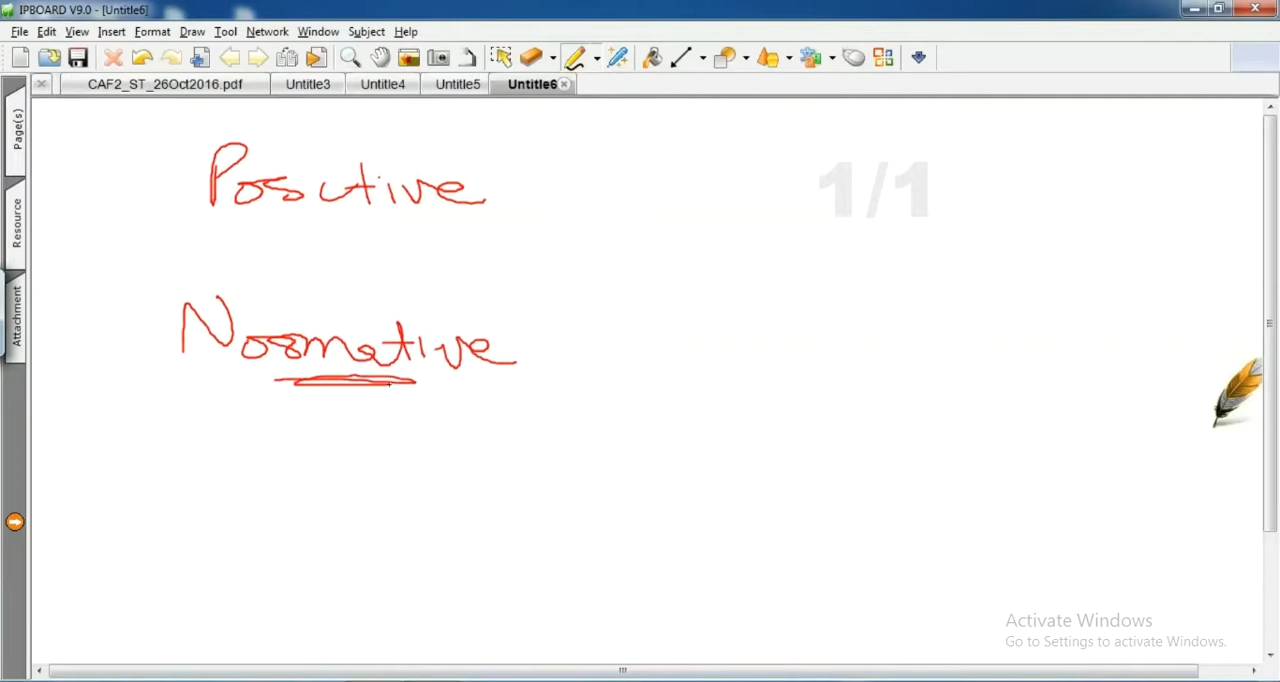 IPBOARD V9.0 - [Untitle6]
File Edit View Insert Format Draw Tool Network Window Subject Help
CAF2_ST_26Oct2016.pdf Untitle3 Untitle4 Untitle5 Untitle6
Page(s)
Resource
Attachment
1/1
Positive
Normative
Activate Windows
Go to Settings to activate Windows.